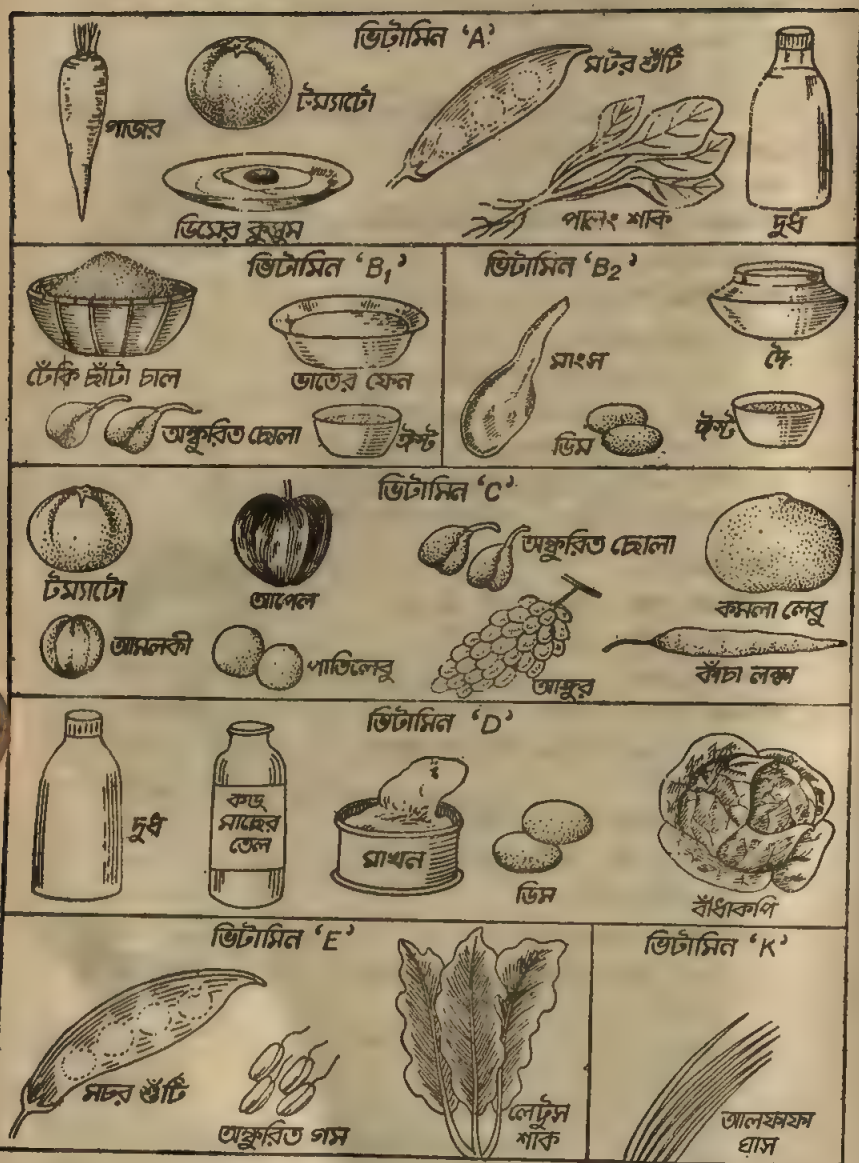 ভিটামিন ‘A’
গাজর
টম্যাটো
মটর শুঁটি
ডিমের কুসুম
পালং শাক
দুধ
ভিটামিন ‘B₁’
ঢেঁকি ছাঁটা চাল
ভাতের ফেন
অঙ্কুরিত ছোলা
ঈস্ট
ভিটামিন ‘B₂’
মাংস
দৈ
ডিম
ঈস্ট
ভিটামিন ‘C’
টম্যাটো
আপেল
অঙ্কুরিত ছোলা
কমলা লেবু
আমলকী
পাতিলেবু
আঙ্গুর
কাঁচা লঙ্কা
ভিটামিন ‘D’
দুধ
কড্
মাছের
তেল
মাখন
ডিম
বাঁধাকপি
ভিটামিন ‘E’
মটর শুঁটি
অঙ্কুরিত গম
লেটুস
শাক
ভিটামিন ‘K’
আলফাফা
ঘাস